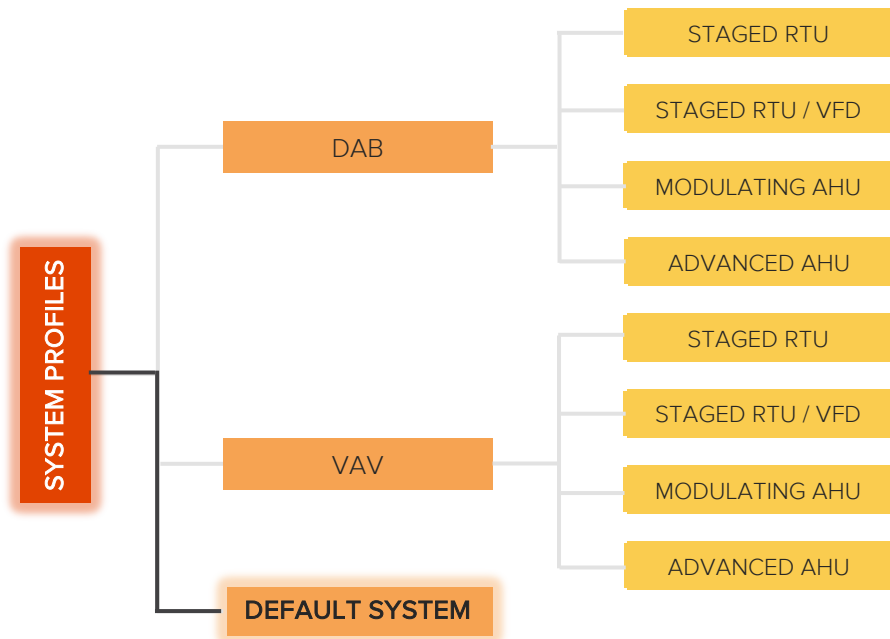 SYSTEM PROFILES
DAB
STAGED RTU
STAGED RTU / VFD
MODULATING AHU
ADVANCED AHU
VAV
STAGED RTU
STAGED RTU / VFD
MODULATING AHU
ADVANCED AHU
DEFAULT SYSTEM